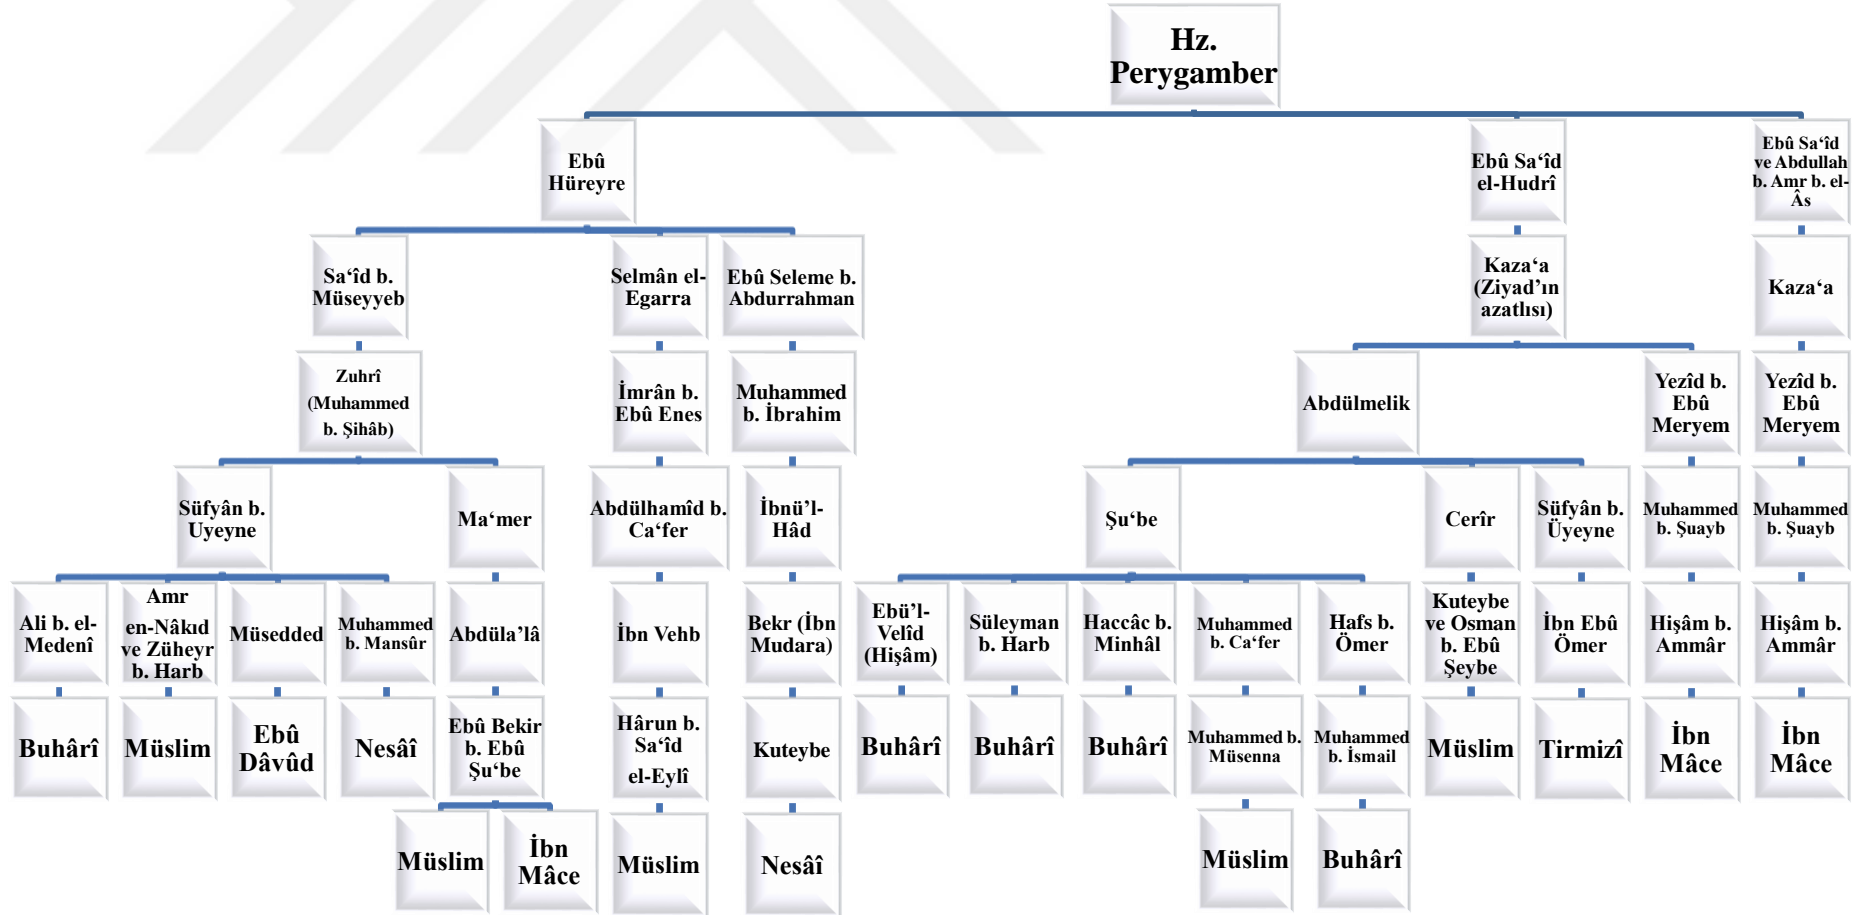 Hz.
Perygamber
Ebû
Hüreyre
Ebû Sa‘îd
el-Hudrî
Ebû Sa‘îd
ve Abdullah
b. Amr b. el-
Âs
Sa‘îd b.
Müseyyeb
Selmân el-
Egarra
Ebû Seleme b.
Abdurrahman
Kaza‘a
(Ziyad’ın
azatlısı)
Kaza‘a
Zuhrî
(Muhammed
b. Şihâb)
İmrân b.
Ebû Enes
Muhammed
b. İbrahim
Abdülmelik
Yezîd b.
Ebû
Meryem
Yezîd b.
Ebû
Meryem
Süfyân b.
Uyeyne
Ma‘mer
Abdülhamîd b.
Ca‘fer
İbnü’l-
Hâd
Şu‘be
Cerîr
Süfyân b.
Üyeyne
Muhammed
b. Şuayb
Muhammed
b. Şuayb
Ali b. el-
Medenî
Amr
en-Nâkıd
ve Züheyr
b. Harb
Müsedded
Muhammed
b. Mansûr
Abdüla’lâ
İbn Vehb
Bekr (İbn
Mudara)
Ebü’l-
Velîd
(Hişâm)
Süleyman
b. Harb
Haccâc b.
Minhâl
Muhammed
b. Ca‘fer
Hafs b.
Ömer
Kuteybe
ve Osman
b. Ebû
Şeybe
İbn Ebû
Ömer
Hişâm b.
Ammâr
Hişâm b.
Ammâr
Buhârî
Müslim
Ebû
Dâvûd
Nesâî
Ebû Bekir
b. Ebû
Şu‘be
Hârun b.
Sa‘îd
el-Eylî
Kuteybe
Buhârî
Buhârî
Buhârî
Muhammed b.
Müsenna
Muhammed
b. İsmail
Müslim
Tirmizî
İbn
Mâce
İbn
Mâce
Müslim
İbn
Mâce
Müslim
Nesâî
Müslim
Buhârî